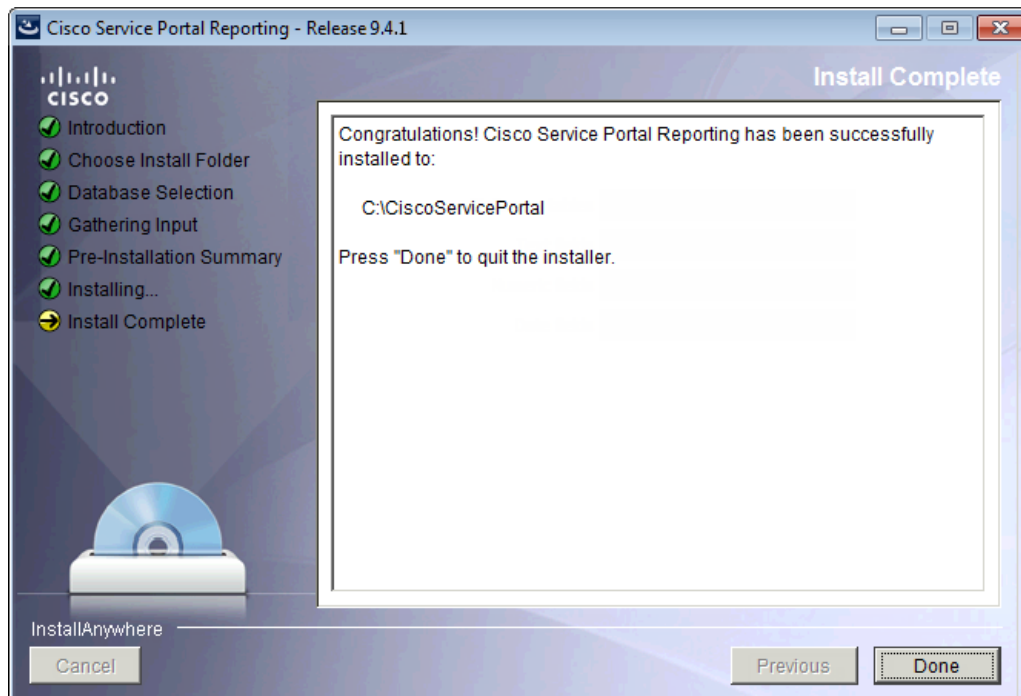 Cisco Service Portal Reporting - Release 9.4.1
CISCO
Install Complete
Introduction
Choose Install Folder
Database Selection
Gathering Input
Pre-Installation Summary
Installing...
Install Complete
Congratulations! Cisco Service Portal Reporting has been successfully
installed to:
C:\CiscoServicePortal
Press "Done" to quit the installer.
InstallAnywhere
Cancel
Previous
Done